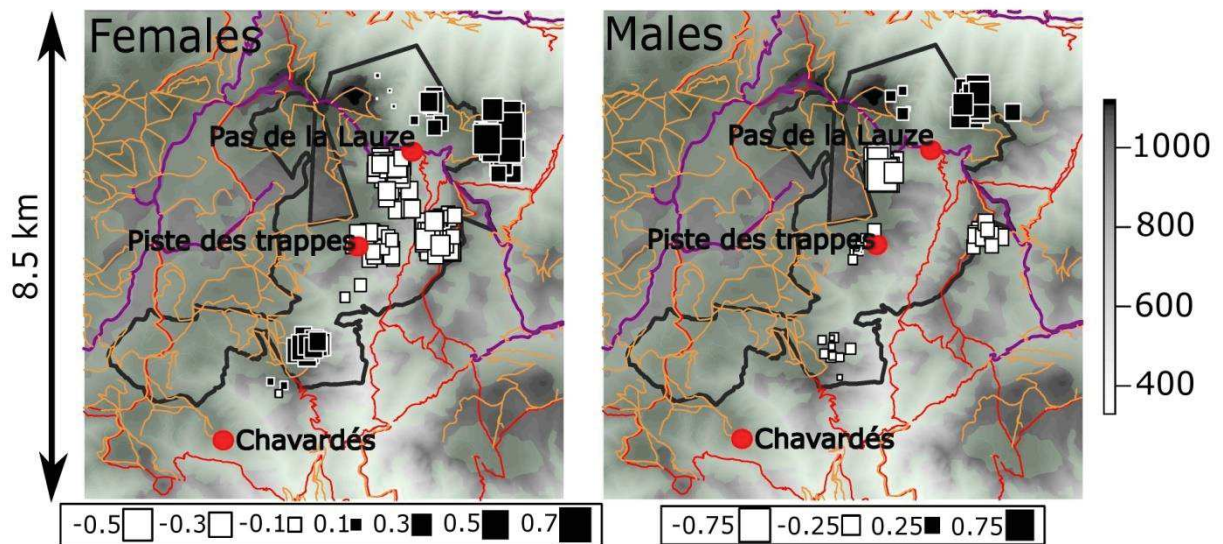 Females
Males
8.5 km
Pas de la Lauze
Pas de la Lauze
Piste des trappes
Piste des trappes
Chavardés
Chavardés
1000
800
600
400
-0.5 -0.3 -0.1 0.1 0.3 0.5 0.7
-0.75 -0.25 0.25 0.75